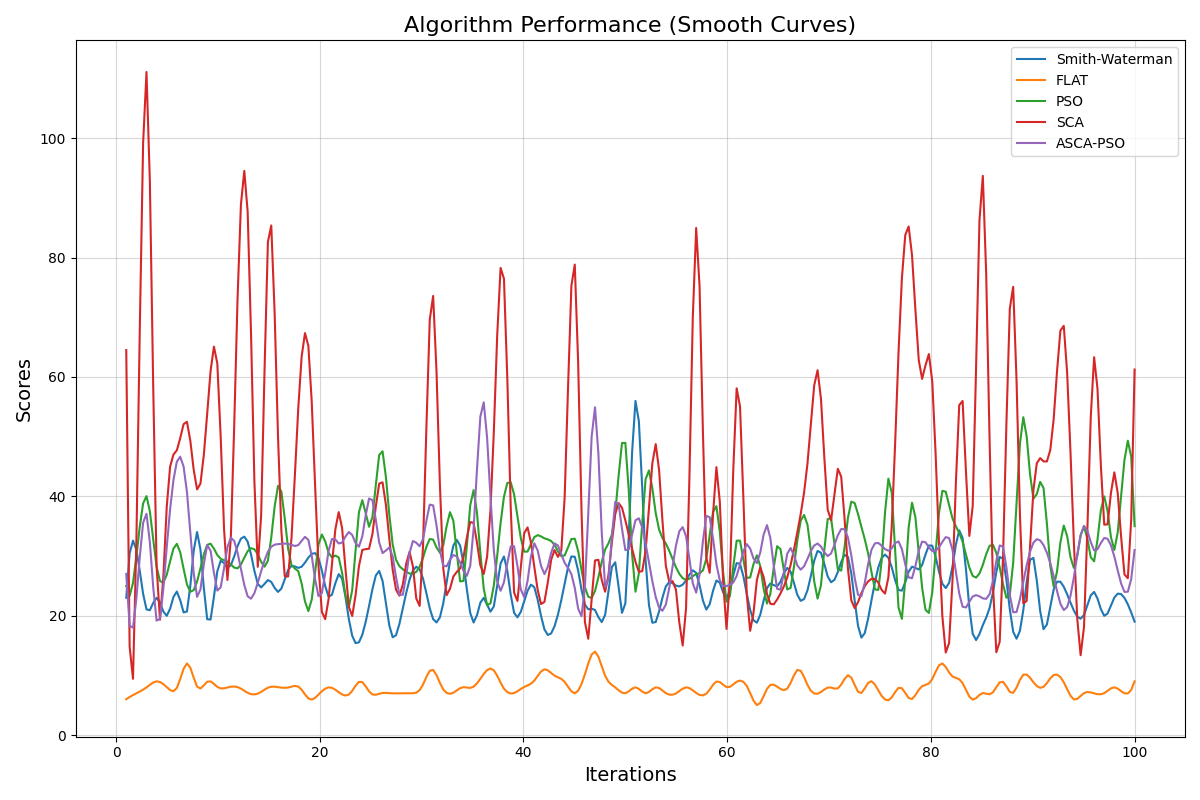 Algorithm Performance (Smooth Curves)
Smith-Waterman
FLAT
PSO
SCA
ASCA-PSO
Scores
100
80
60
40
20
0
0 20 40 60 80 100
Iterations